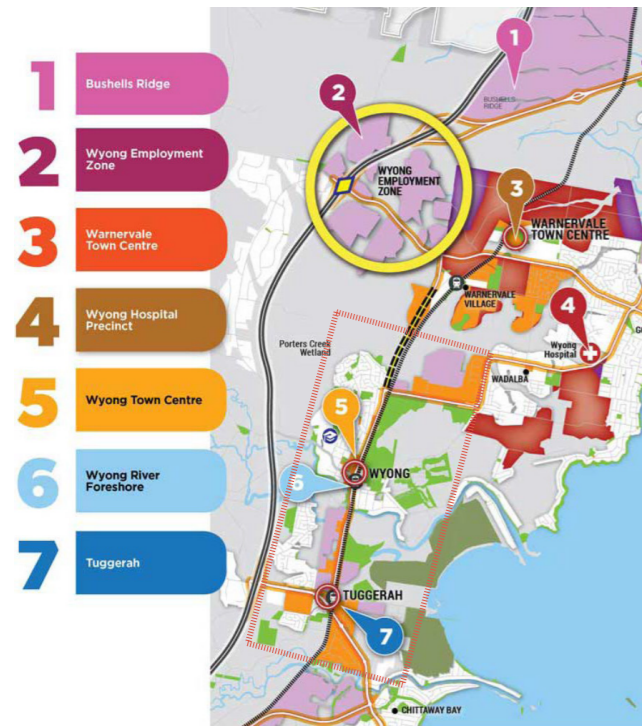 1
Bushells Ridge
2
Wyong Employment
Zone
3
Warnervale
Town Centre
4
Wyong Hospital
Precinct
5
Wyong Town Centre
6
Wyong River
Foreshore
7
Tuggerah
1
BUSHELLS
RIDGE
2
WYONG
EMPLOYMENT
ZONE
3
WARNERVALE
TOWN CENTRE
WARNERVALE
VILLAGE
4
Wyong
Hospital
Porters Creek
Wetland
WADALBA
5
WYONG
6
TUGGERAH
7
CHITTAWAY BAY